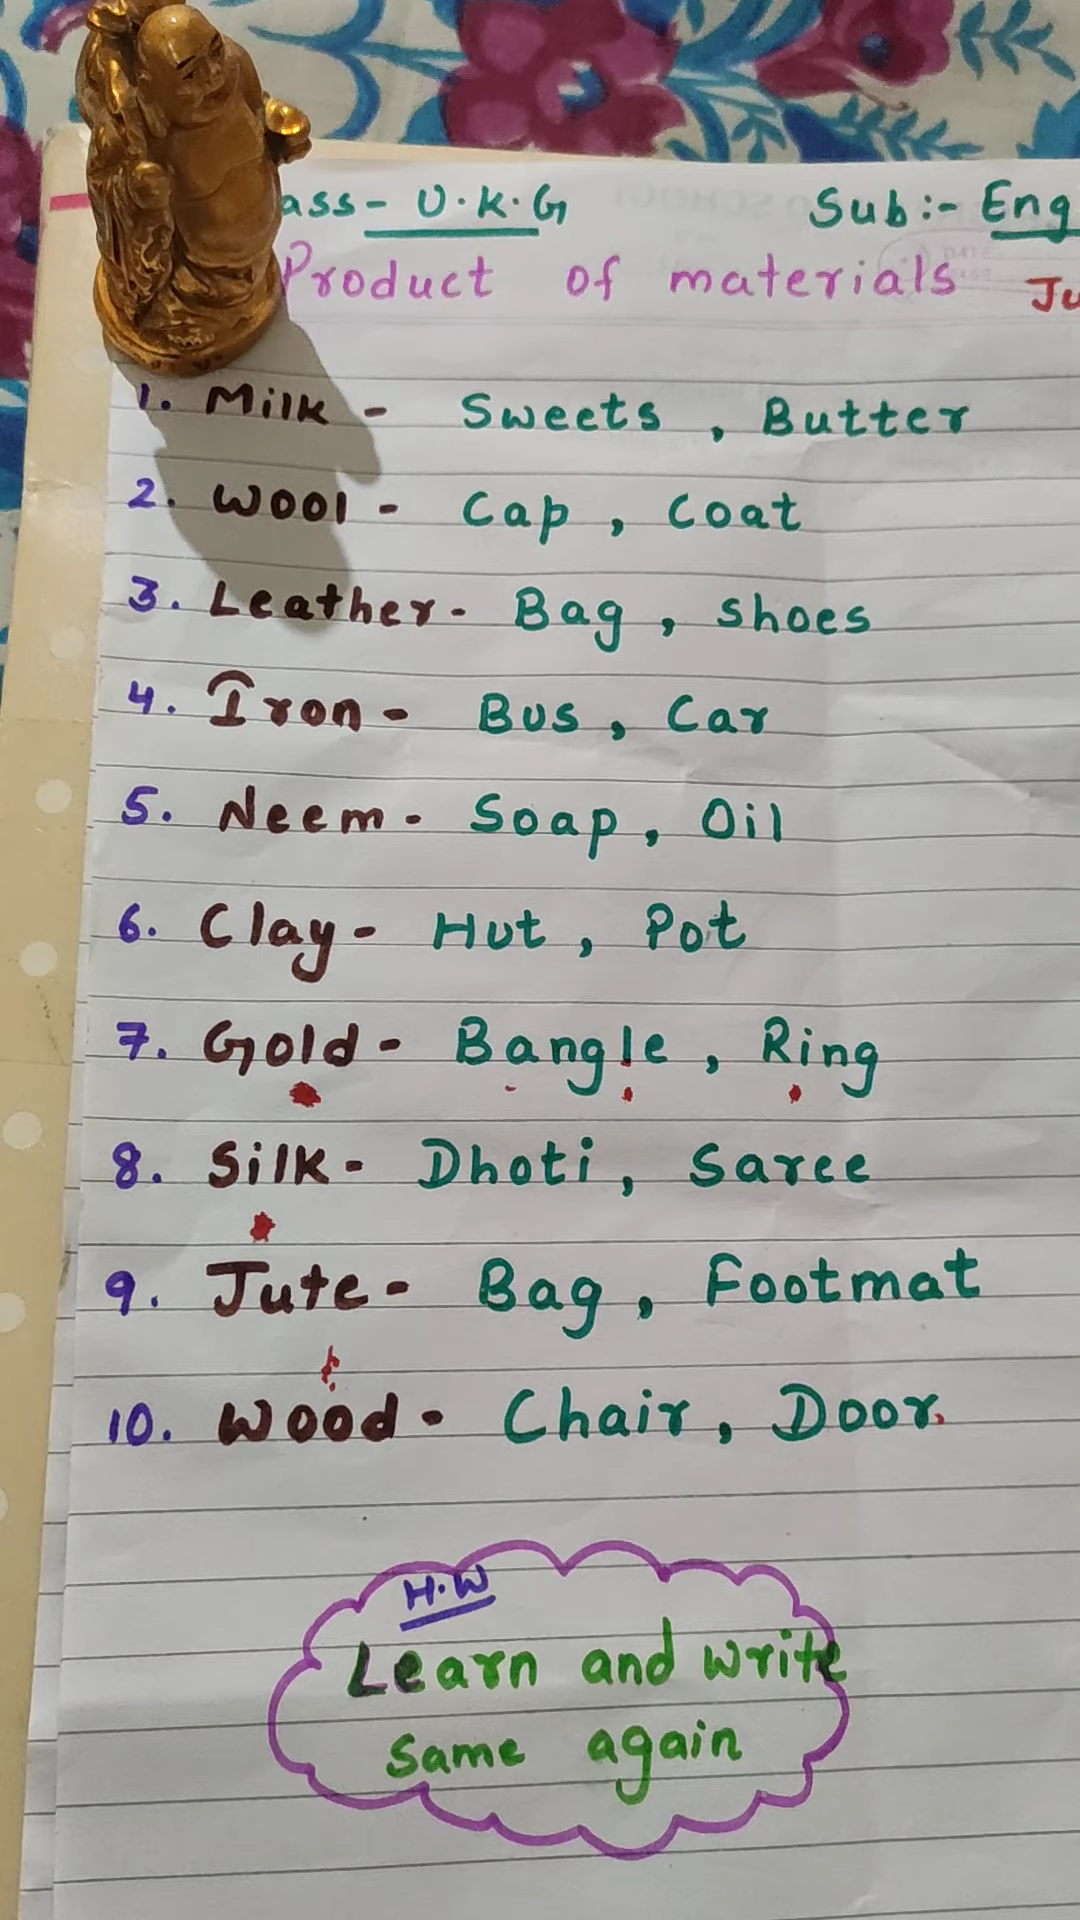 ass- U.K.G Sub:- Eng
Product of materials Ju
1. Milk - Sweets, Butter
2. Wool - Cap, Coat
3. Leather - Bag, Shoes
4. Iron - Bus, Car
5. Neem - Soap, Oil
6. Clay - Hut, Pot
7. Gold - Bangle, Ring
8. Silk - Dhoti, Saree
9. Jute - Bag, Footmat
10. Wood - Chair, Door.
H.W
Learn and write
same again